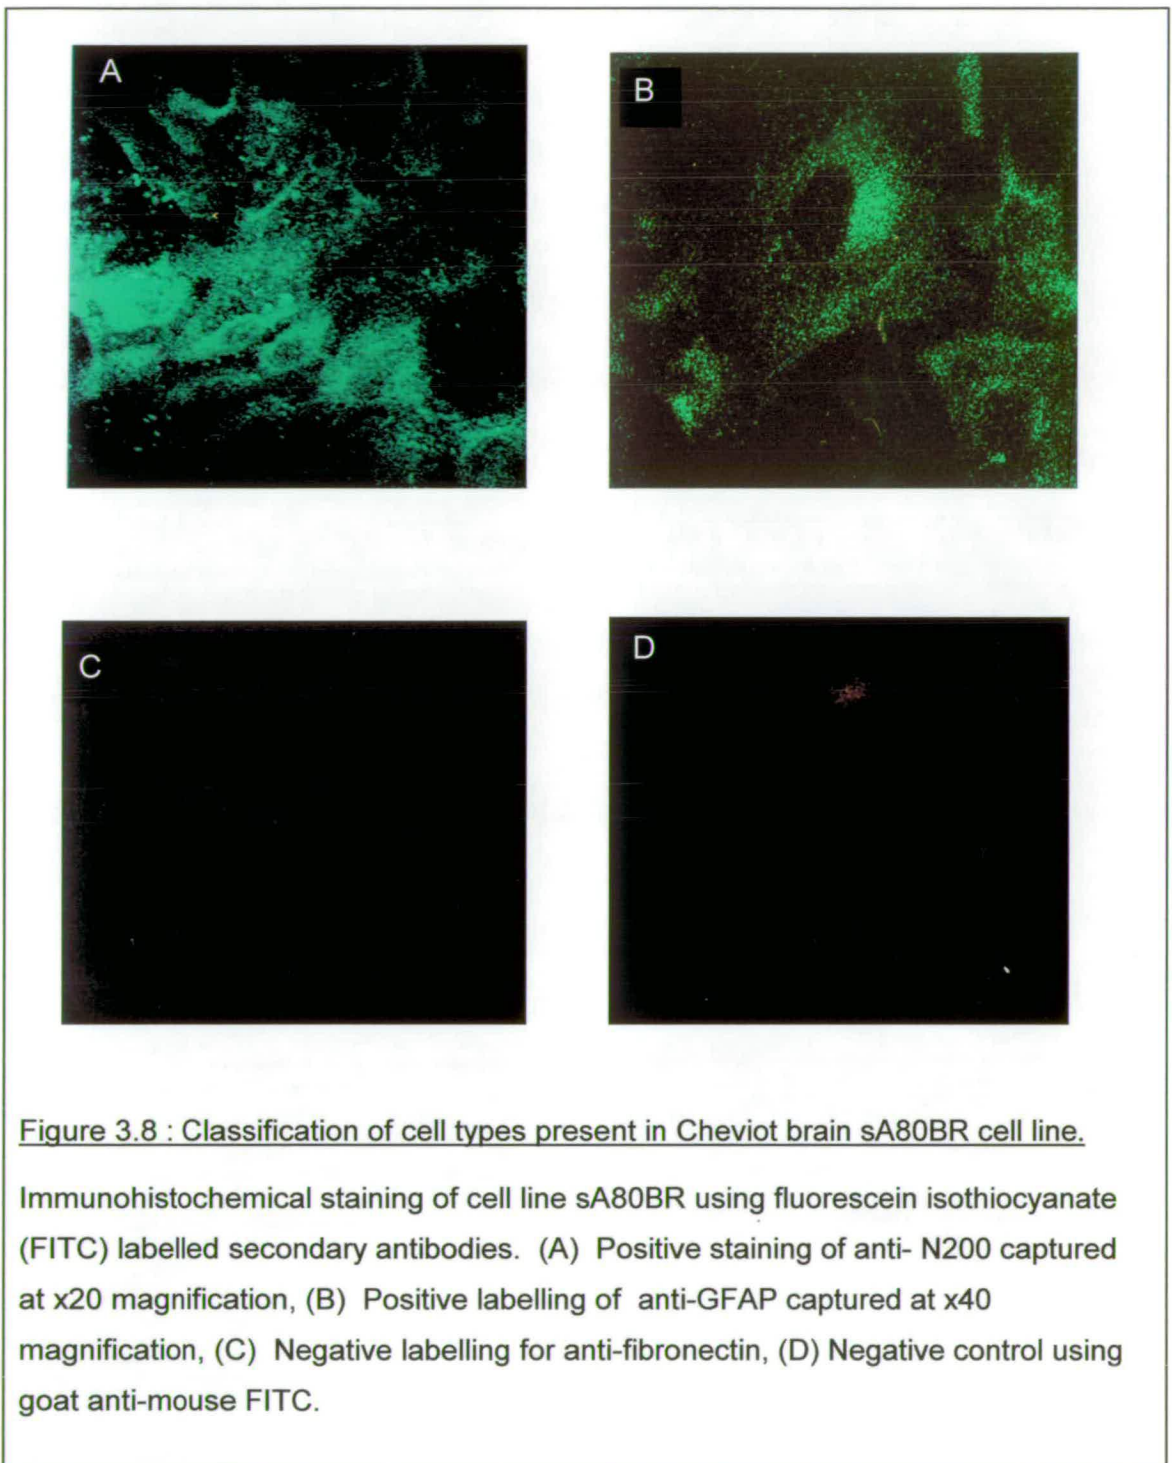 A
B
C
D
Figure 3.8 : Classification of cell types present in Cheviot brain sA80BR cell line.
Immunohistochemical staining of cell line sA80BR using fluorescein isothiocyanate
(FITC) labelled secondary antibodies. (A) Positive staining of anti- N200 captured
at x20 magnification, (B) Positive labelling of anti-GFAP captured at x40
magnification, (C) Negative labelling for anti-fibronectin, (D) Negative control using
goat anti-mouse FITC.